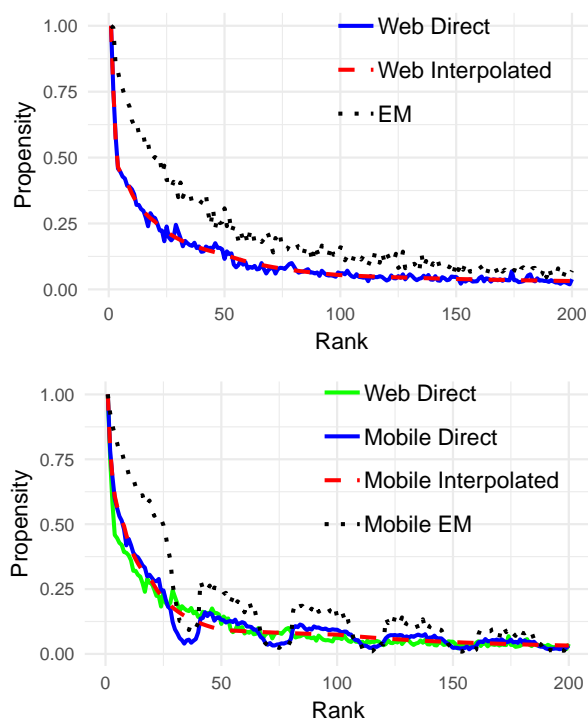 1.00
0.75
0.50
0.25
0.00
Propensity
Web Direct
Web Interpolated
EM
0 50 100 150 200
Rank
1.00
0.75
0.50
0.25
0.00
Propensity
Web Direct
Mobile Direct
Mobile Interpolated
Mobile EM
0 50 100 150 200
Rank